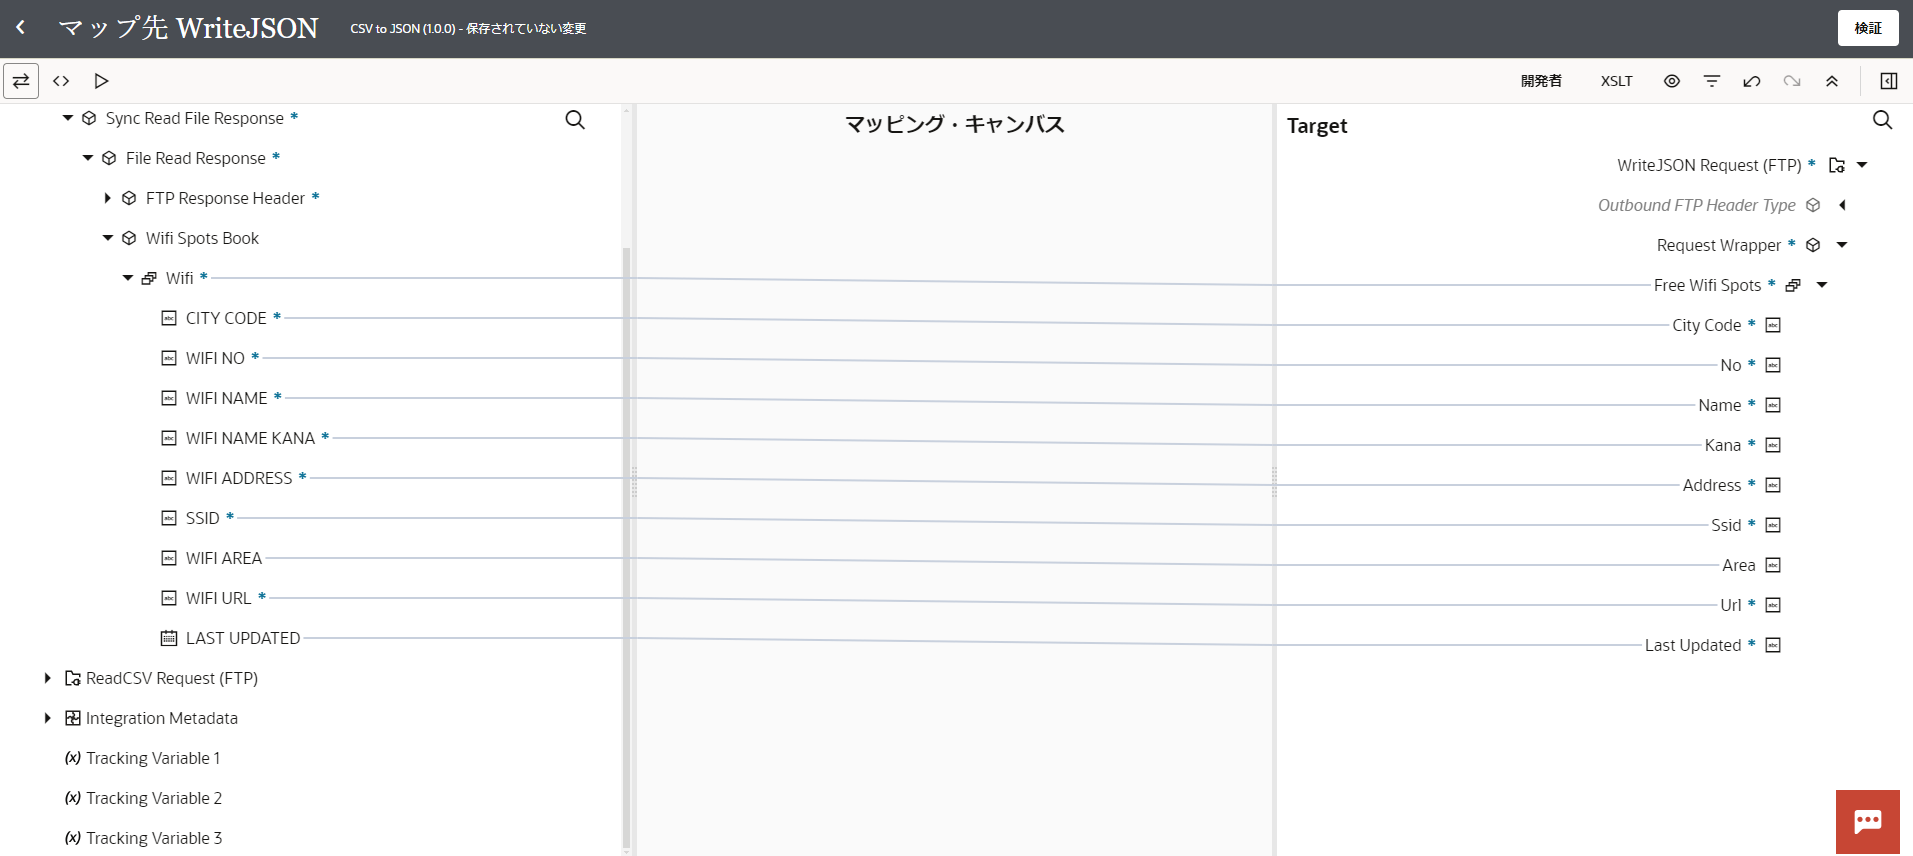 マップ先 WriteJSON
CSV to JSON (1.0.0) - 保存されていない変更
検証
開発者
XSLT
Sync Read File Response *
File Read Response *
FTP Response Header *
Wifi Spots Book
Wifi *
CITY CODE *
WIFI NO *
WIFI NAME *
WIFI NAME KANA *
WIFI ADDRESS *
SSID *
WIFI AREA
WIFI URL *
LAST UPDATED
ReadCSV Request (FTP)
Integration Metadata
(x) Tracking Variable 1
(x) Tracking Variable 2
(x) Tracking Variable 3
マッピング・キャンバス
Target
WriteJSON Request (FTP) *
Outbound FTP Header Type
Request Wrapper *
Free Wifi Spots *
City Code *
No *
Name *
Kana *
Address *
Ssid *
Area
Url *
Last Updated *